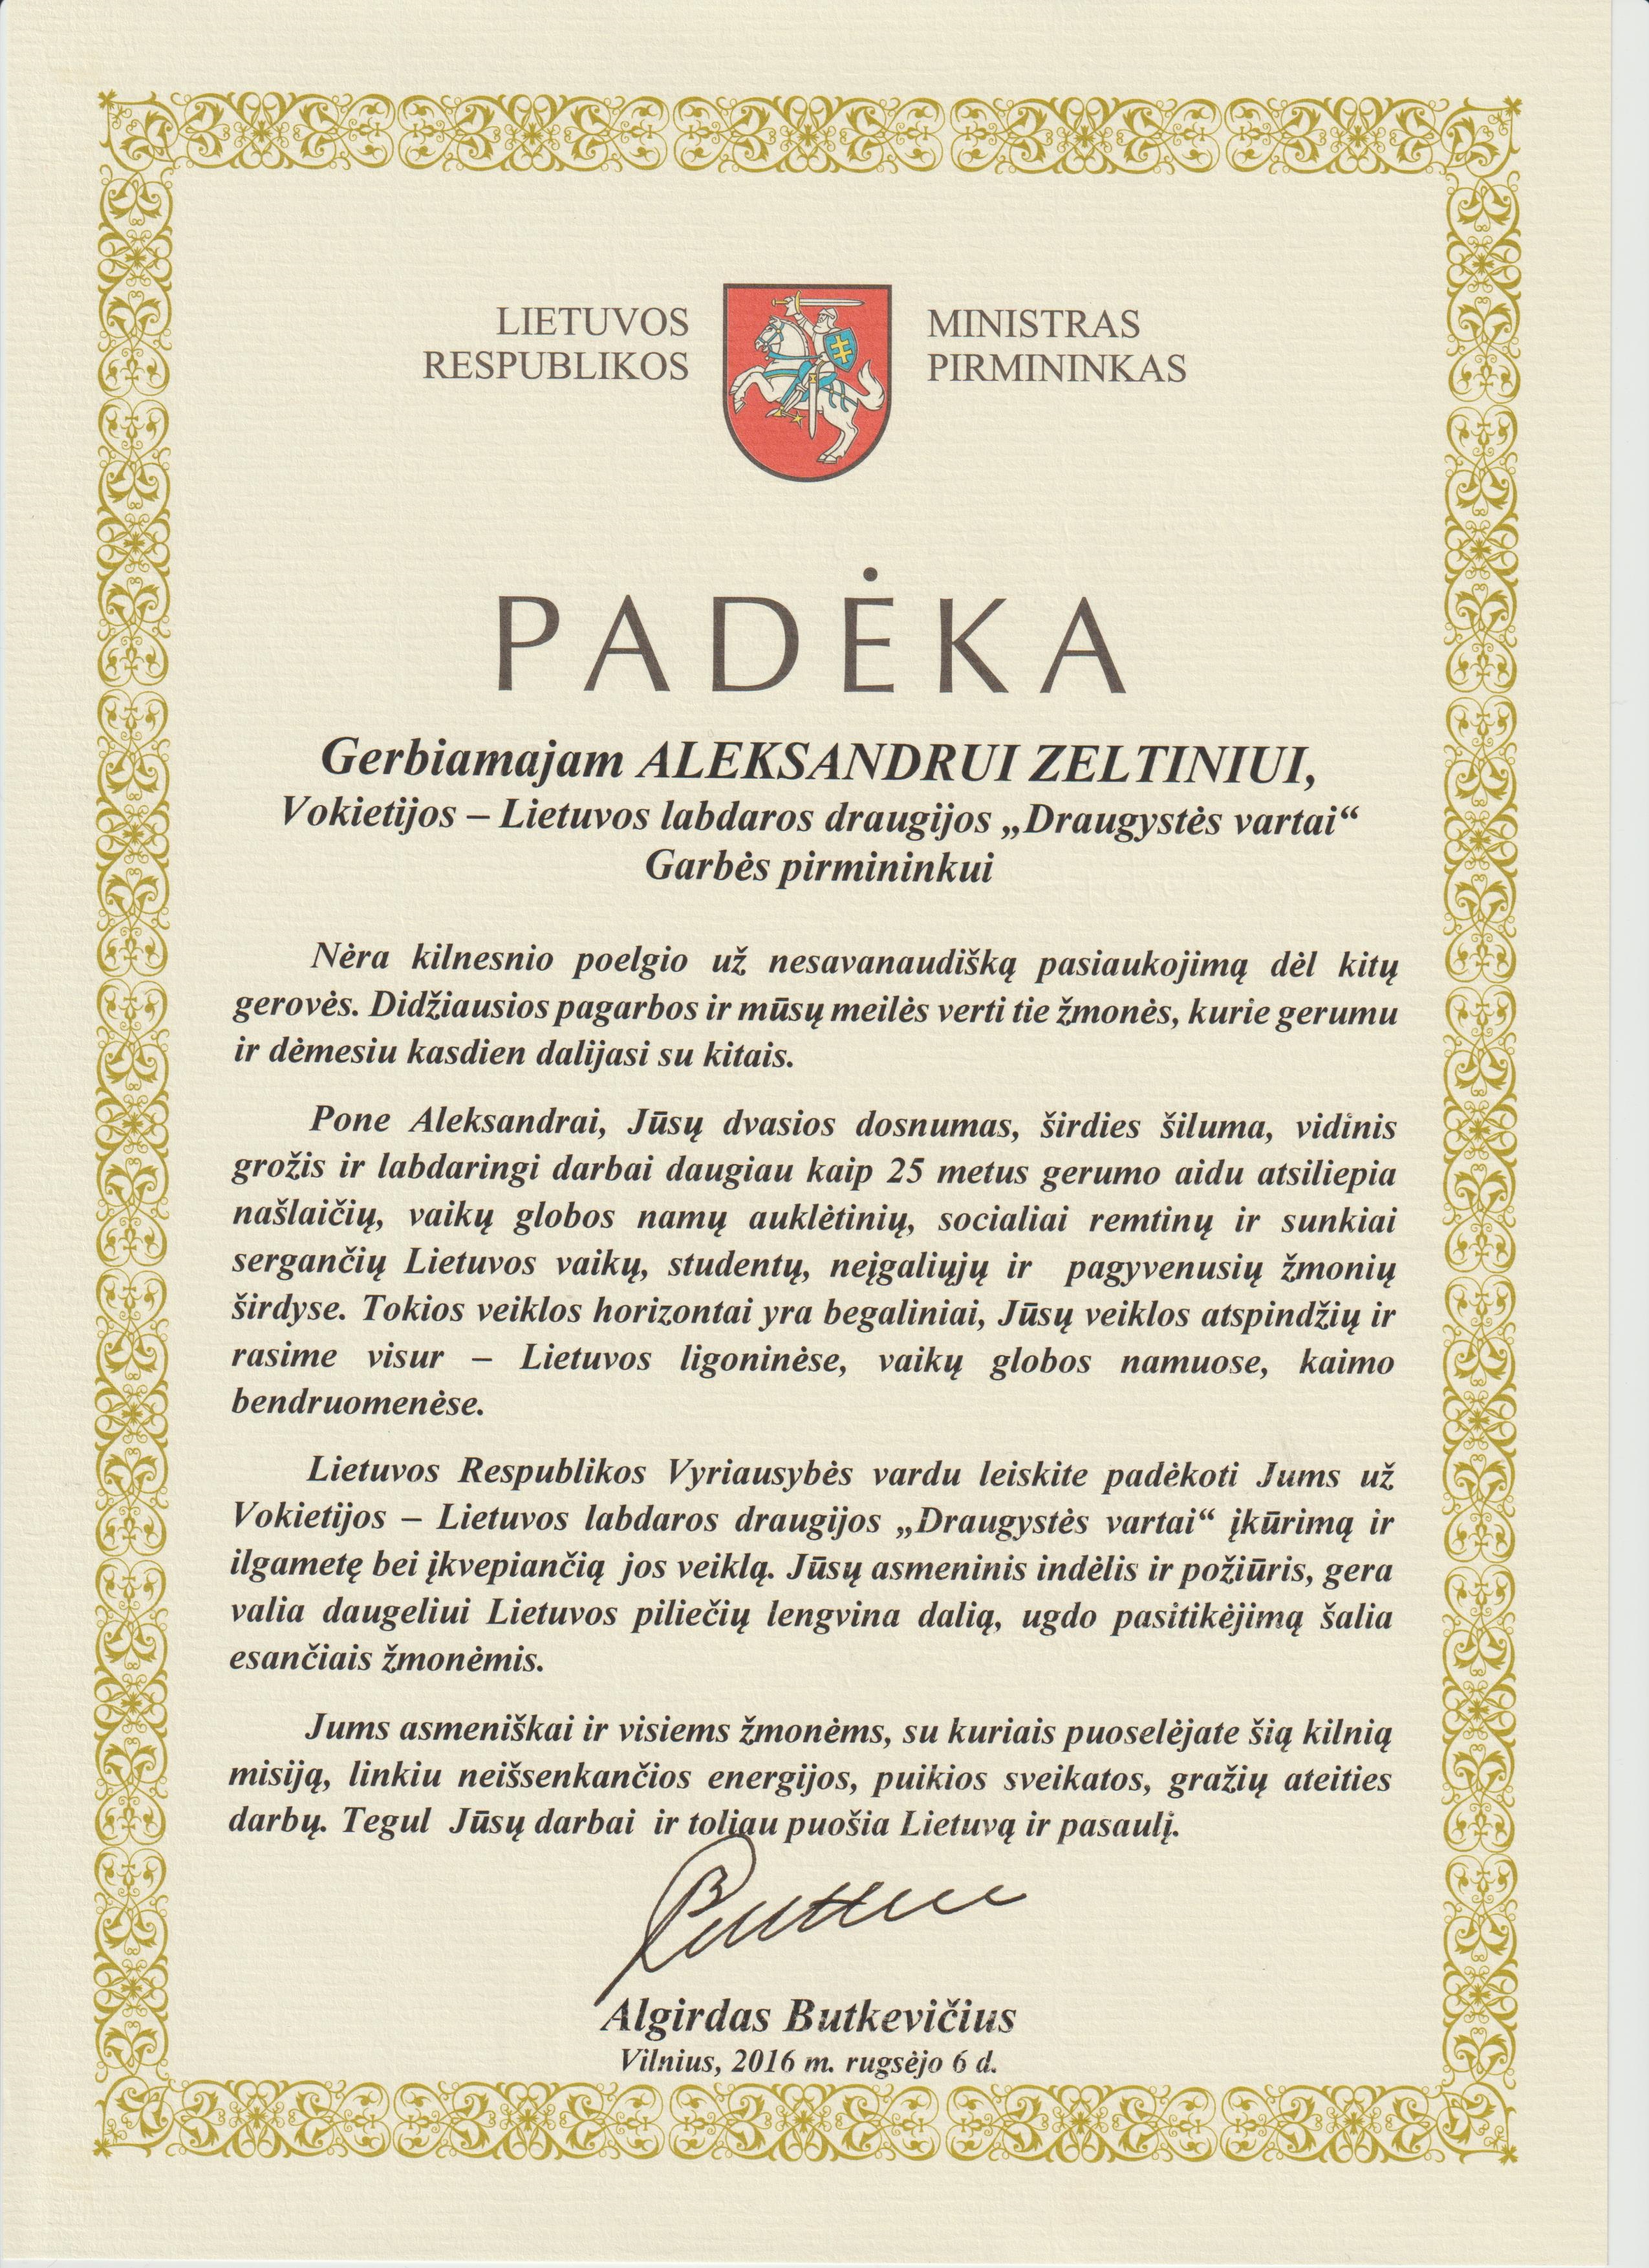 LIETUVOS
RESPUBLIKOS
MINISTRAS
PIRMININKAS
PADĖKA
Gerbiamajam ALEKSANDRUI ZELTINIUI,
Vokietijos – Lietuvos labdaros draugijos „Draugystės vartai“
Garbės pirmininkui
Nėra kilnesnio poelgio už nesavanaudišką pasiaukojimą dėl kitų
gerovės. Didžiausios pagarbos ir mūsų meilės verti tie žmonės, kurie gerumu
ir dėmesiu kasdien dalijasi su kitais.
Pone Aleksandrai, Jūsų dvasios dosnumas, širdies šiluma, vidinis
grožis ir labdaringi darbai daugiau kaip 25 metus gerumo aidu atsiliepia
našlaičių, vaikų globos namų auklėtinių, socialiai remtinų ir sunkiai
sergančių Lietuvos vaikų, studentų, neįgaliųjų ir pagyvenusių žmonių
širdyse. Tokios veiklos horizontai yra begaliniai, Jūsų veiklos atspindžių ir
rasime visur – Lietuvos ligoninėse, vaikų globos namuose, kaimo
bendruomenėse.
Lietuvos Respublikos Vyriausybės vardu leiskite padėkoti Jums už
Vokietijos – Lietuvos labdaros draugijos „Draugystės vartai“ įkūrimą ir
ilgametę bei įkvepiančią jos veiklą. Jūsų asmeninis indėlis ir požiūris, gera
valia daugeliui Lietuvos piliečių lengvina dalią, ugdo pasitikėjimą šalia
esančiais žmonėmis.
Jums asmeniškai ir visiems žmonėms, su kuriais puoselėjate šią kilnią
misiją, linkiu neišsenkančios energijos, puikios sveikatos, gražių ateities
darbų. Tegul Jūsų darbai ir toliau puošia Lietuvą ir pasaulį.
Algirdas Butkevičius
Vilnius, 2016 m. rugsėjo 6 d.